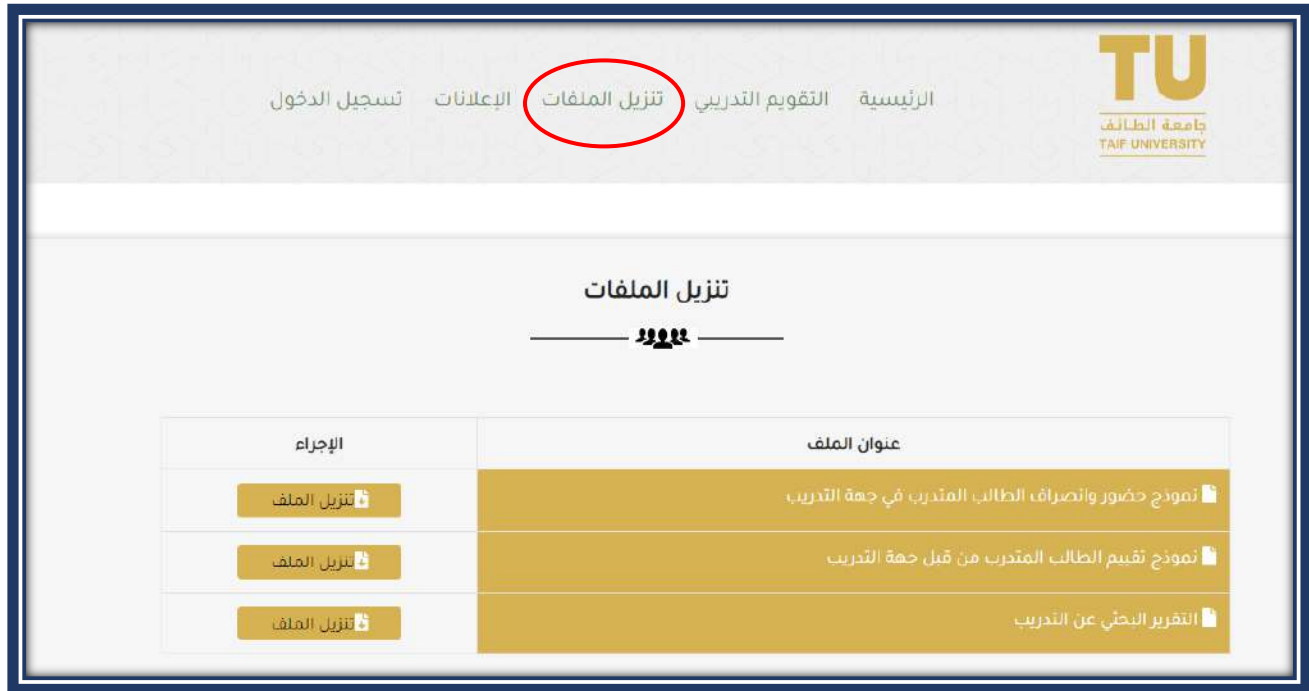 TU
جامعة الطائف
TAIF UNIVERSITY
الرئيسية التقويم التدريبي تنزيل الملفات الإعلانات تسجيل الدخول
تنزيل الملفات
عنوان الملف الإجراء
نموذج حضور وانصراف الطالب المتدرب في جهة التدريب تنزيل الملف
نموذج تقييم الطالب المتدرب من قبل جهة التدريب تنزيل الملف
التقرير البحثي عن التدريب تنزيل الملف